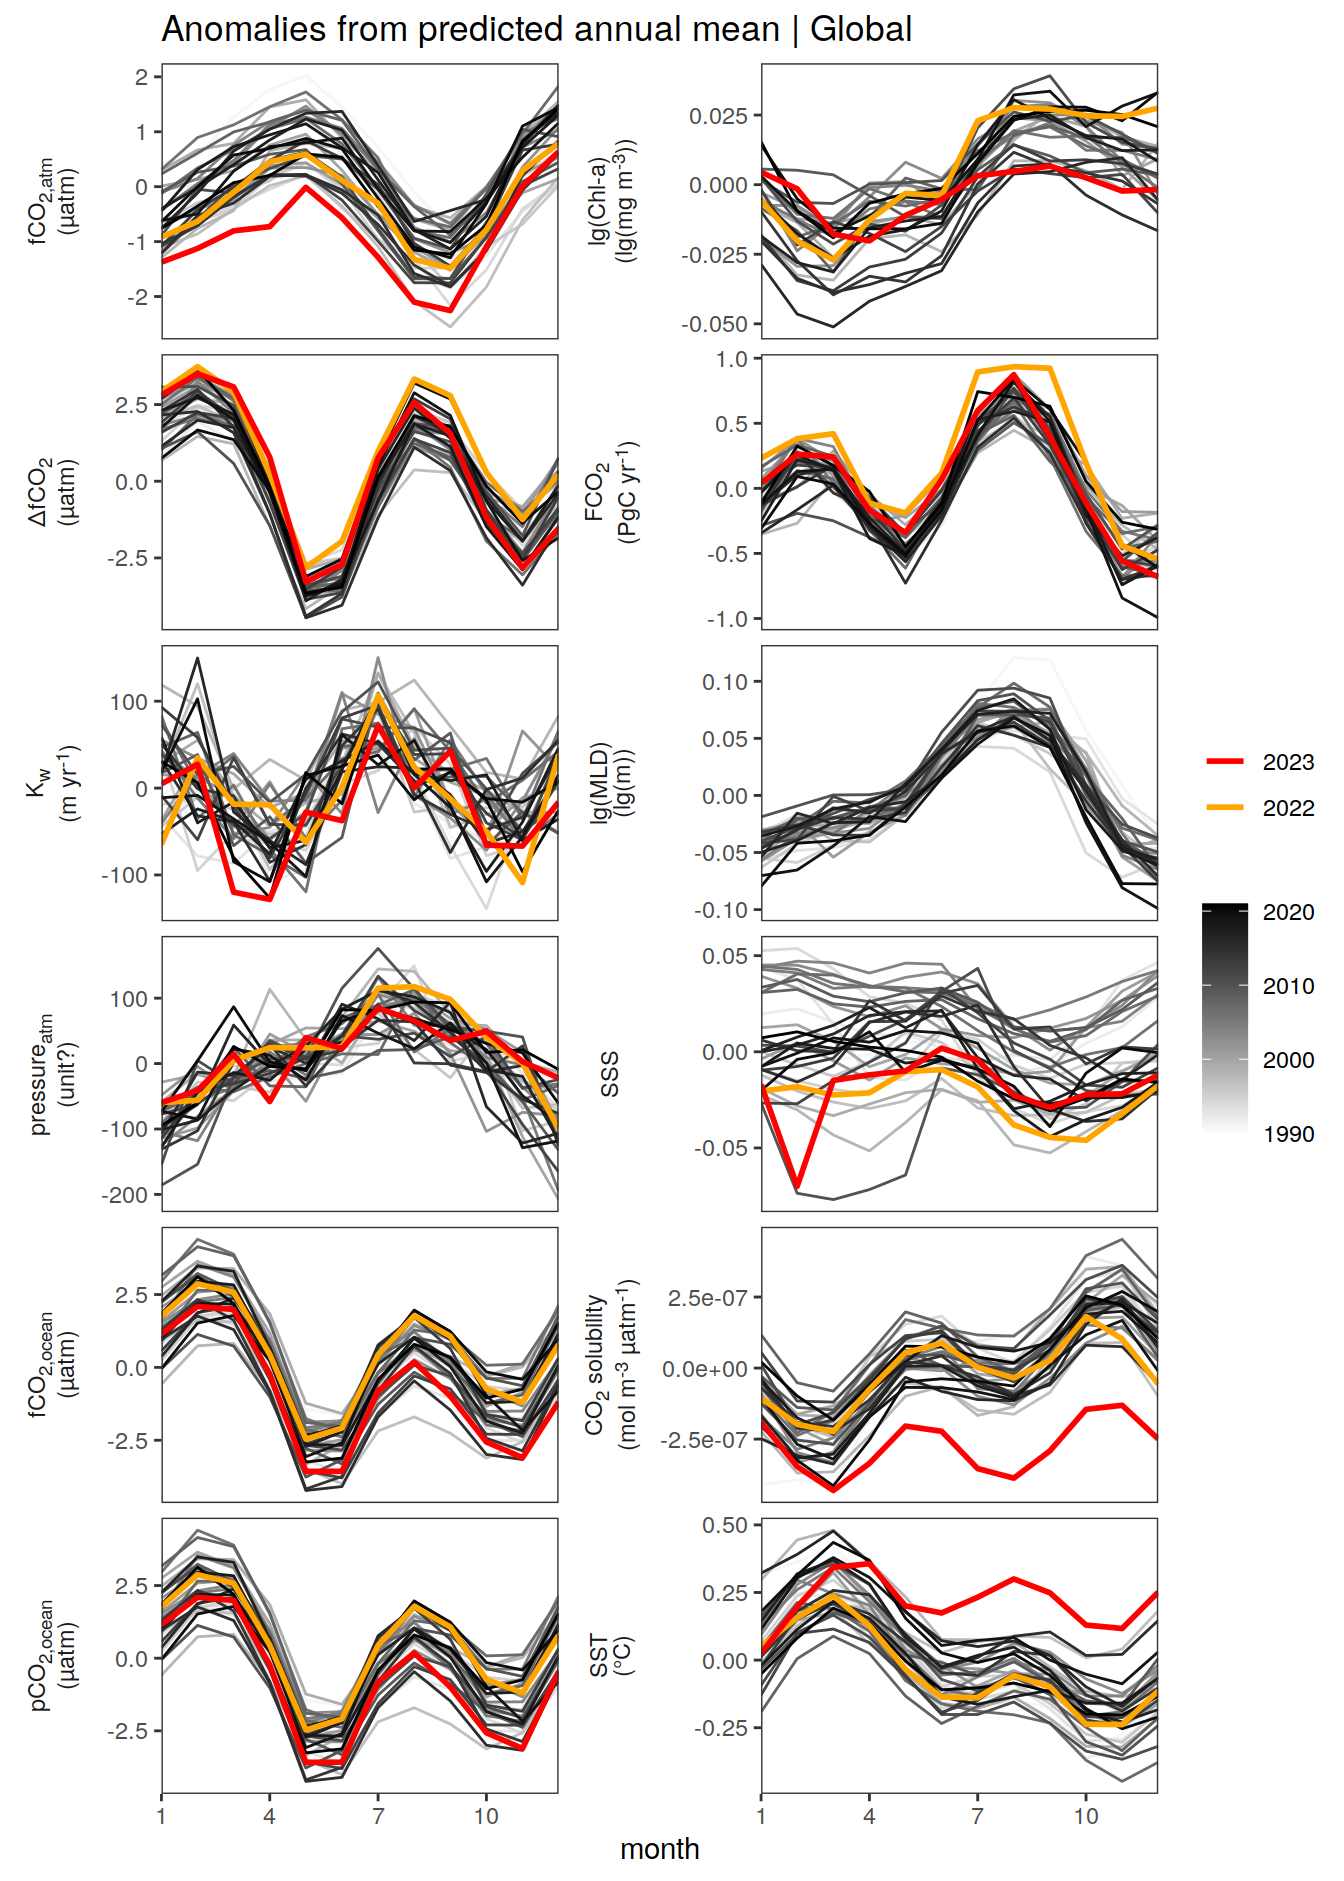 Anomalies from predicted annual mean | Global
fCO2,atm
(µatm)
2
1
0
-1
-2
lg(Chl-a)
(lg(mg m-3))
0.025
0.000
-0.025
-0.050
ΔfCO2
(µatm)
2.5
0.0
-2.5
FCO2
(PgC yr-1)
1.0
0.5
0.0
-0.5
-1.0
Kw
(m yr-1)
100
0
-100
lg(MLD)
(lg(m))
0.10
0.05
0.00
-0.05
-0.10
pressureatm
(unit?)
100
0
-100
-200
SSS
0.05
0.00
-0.05
fCO2,ocean
(µatm)
2.5
0.0
-2.5
CO2 solubility
(mol m-3 µatm-1)
2.5e-07
0.0e+00
-2.5e-07
pCO2,ocean
(µatm)
2.5
0.0
-2.5
SST
(°C)
0.50
0.25
0.00
-0.25
1 4 7 10
1 4 7 10
month
2023
2022
2020
2010
2000
1990